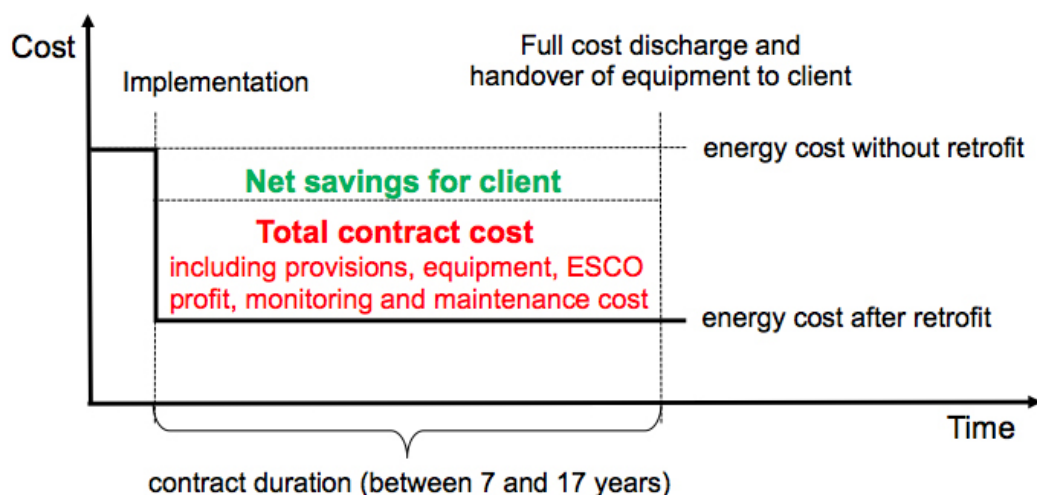 Cost
Full cost discharge and
handover of equipment to client
Implementation
energy cost without retrofit
Net savings for client
Total contract cost
including provisions, equipment, ESCO
profit, monitoring and maintenance cost
energy cost after retrofit
Time
contract duration (between 7 and 17 years)